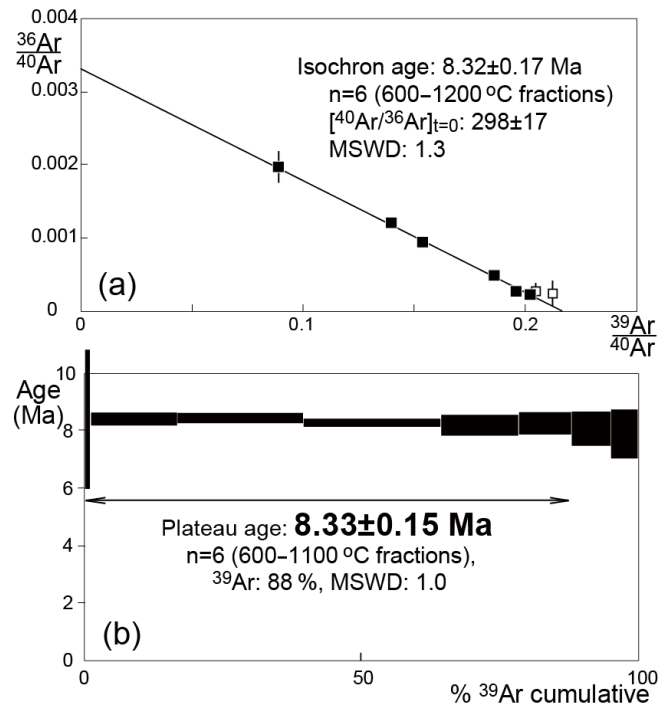 0.004
36Ar
40Ar
0.003
0.002
0.001
0
Isochron age: 8.32±0.17 Ma
n=6 (600–1200 ºC fractions)
[40Ar/36Ar]t=0: 298±17
MSWD: 1.3
(a)
0 0.1 0.2
39Ar
40Ar
10
Age
(Ma)
8
6
4
2
0
Plateau age: 8.33±0.15 Ma
n=6 (600–1100 ºC fractions),
39Ar: 88 %, MSWD: 1.0
(b)
0 50 100
% 39Ar cumulative